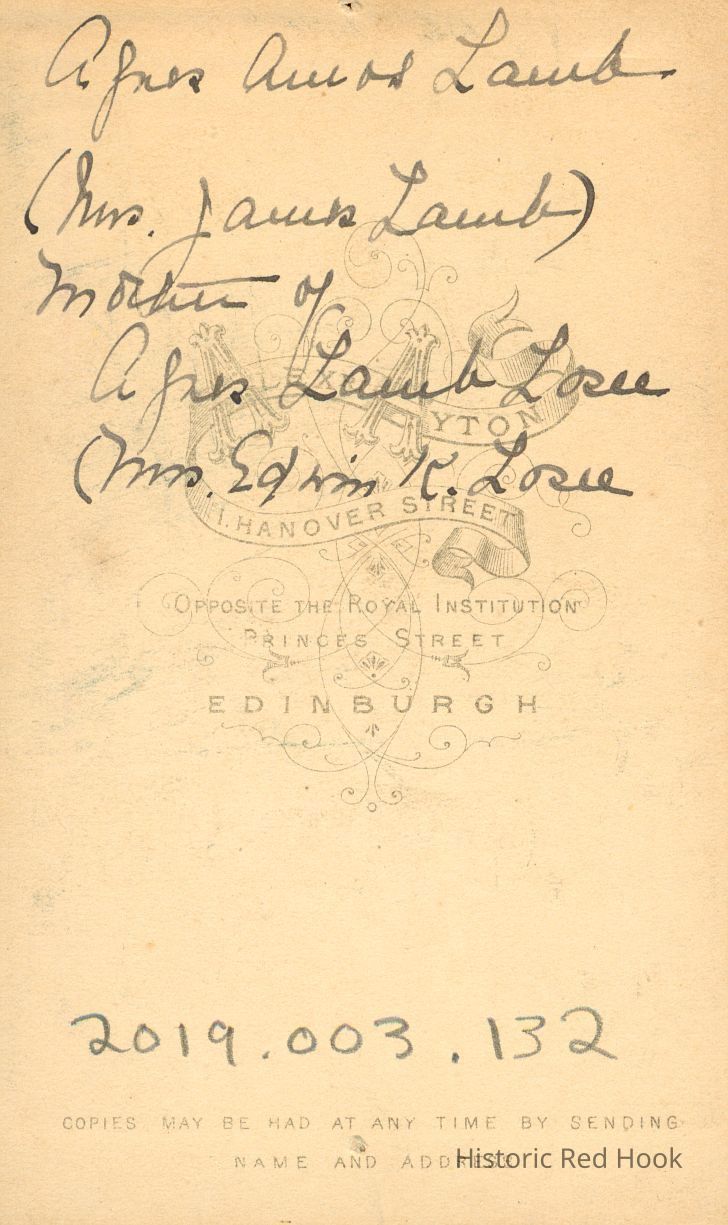 Agnes Amos Lamb
(Mrs. James Lamb)
Mother of
Agnes Lamb Losee
(Mrs. Edwin K. Losee
ALEX AYTON
1. HANOVER STREET
OPPOSITE THE ROYAL INSTITUTION
PRINCES STREET
EDINBURGH
2019.003.132
COPIES MAY BE HAD AT ANY TIME BY SENDING
NAME AND ADDRESS
Historic Red Hook